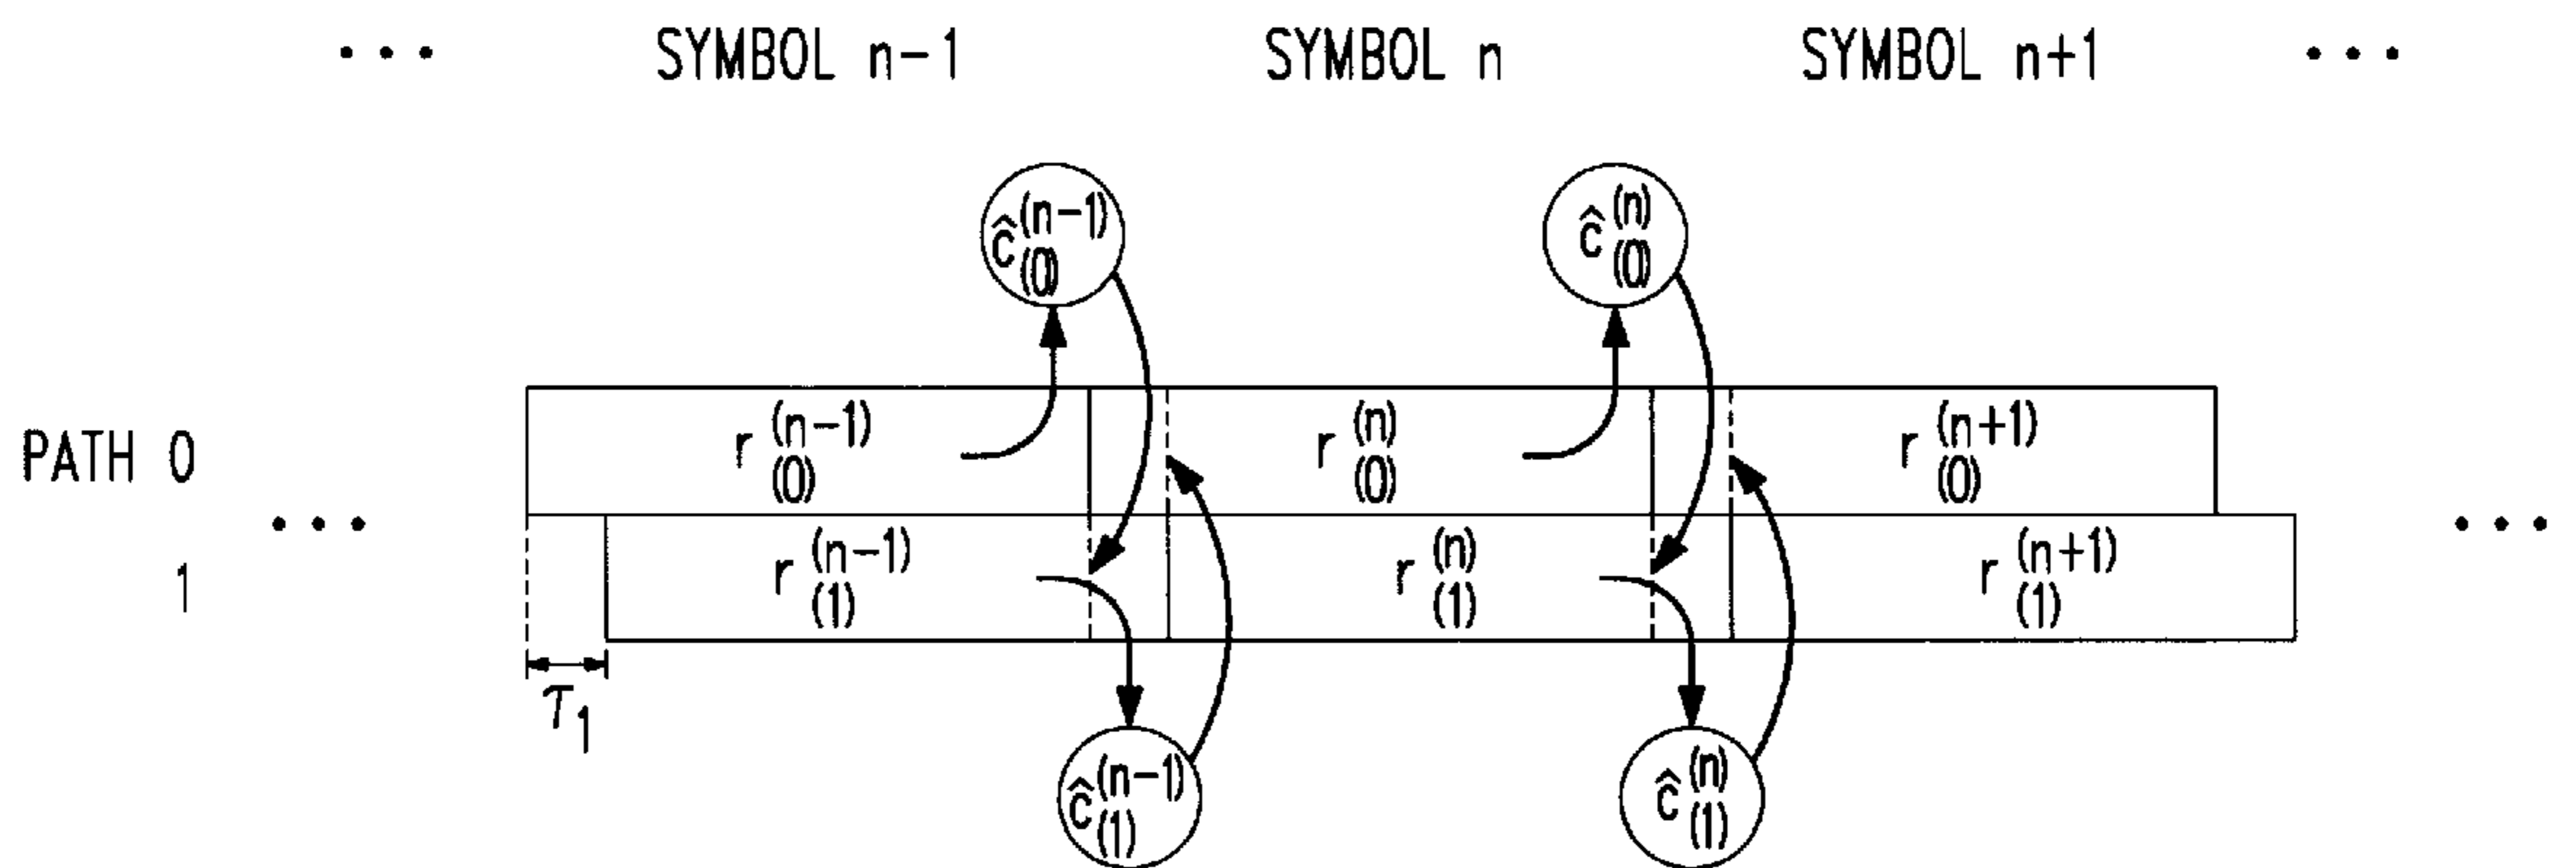 ... SYMBOL n-1 SYMBOL n SYMBOL n+1 ...
ĉ(0)^(n-1) ĉ(0)^(n)
PATH 0 r(0)^(n-1) r(0)^(n) r(0)^(n+1)
... ...
1 r(1)^(n-1) r(1)^(n) r(1)^(n+1)
τ1
ĉ(1)^(n-1) ĉ(1)^(n)